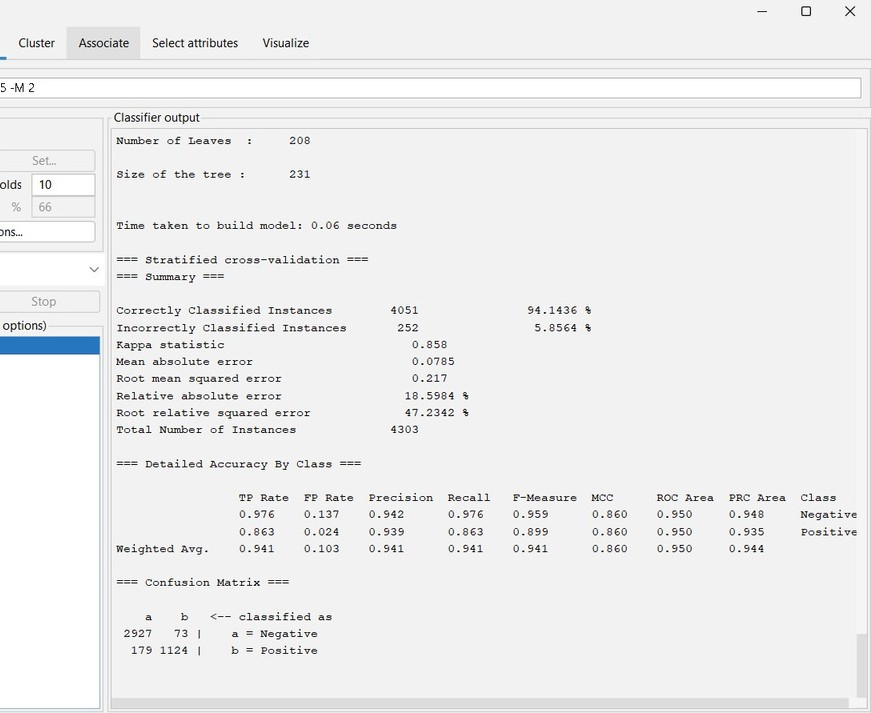 Cluster Associate Select attributes Visualize
5 -M 2
Classifier output
Set...
olds 10
% 66
ons...
Stop
options)
Number of Leaves : 208
Size of the tree : 231
Time taken to build model: 0.06 seconds
=== Stratified cross-validation ===
=== Summary ===
Correctly Classified Instances 4051 94.1436 %
Incorrectly Classified Instances 252 5.8564 %
Kappa statistic 0.858
Mean absolute error 0.0785
Root mean squared error 0.217
Relative absolute error 18.5984 %
Root relative squared error 47.2342 %
Total Number of Instances 4303
=== Detailed Accuracy By Class ===
TP Rate FP Rate Precision Recall F-Measure MCC ROC Area PRC Area Class
0.976 0.137 0.942 0.976 0.959 0.860 0.950 0.948 Negative
0.863 0.024 0.939 0.863 0.899 0.860 0.950 0.935 Positive
Weighted Avg. 0.941 0.103 0.941 0.941 0.941 0.860 0.950 0.944
=== Confusion Matrix ===
a b <-- classified as
2927 73 | a = Negative
179 1124 | b = Positive